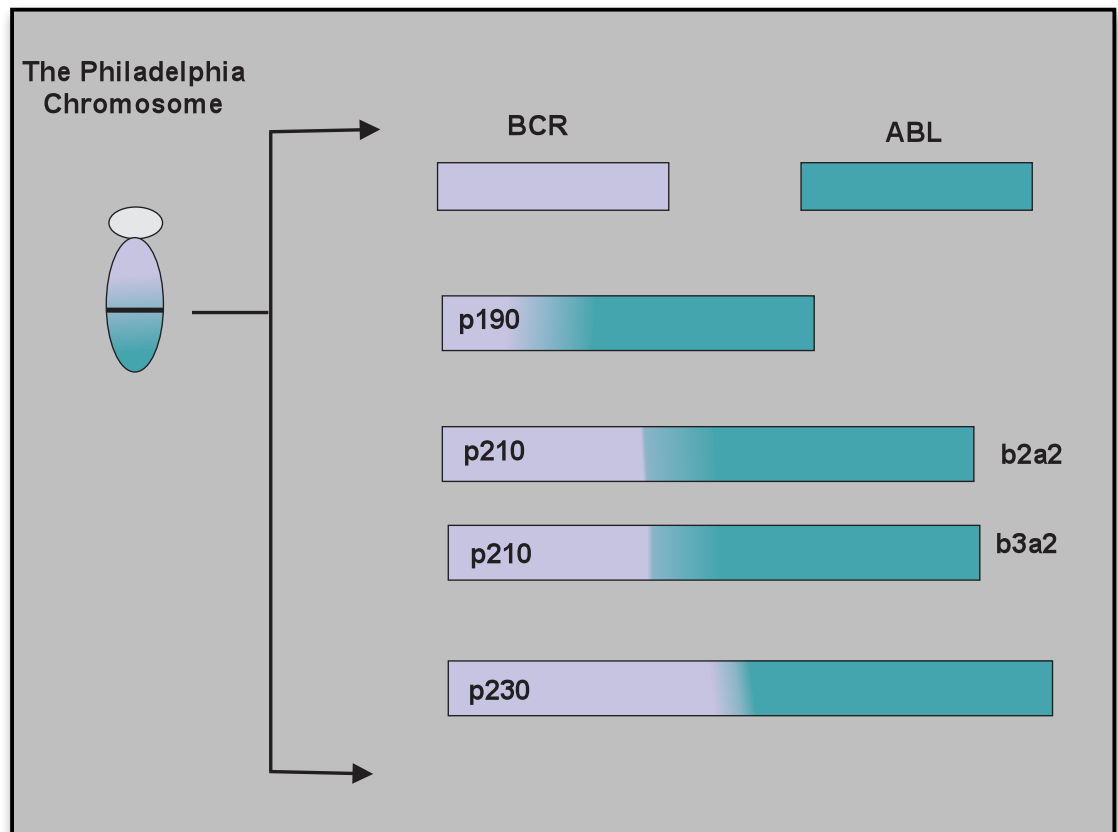 The Philadelphia
Chromosome
BCR
ABL
p190
p210
b2a2
p210
b3a2
p230